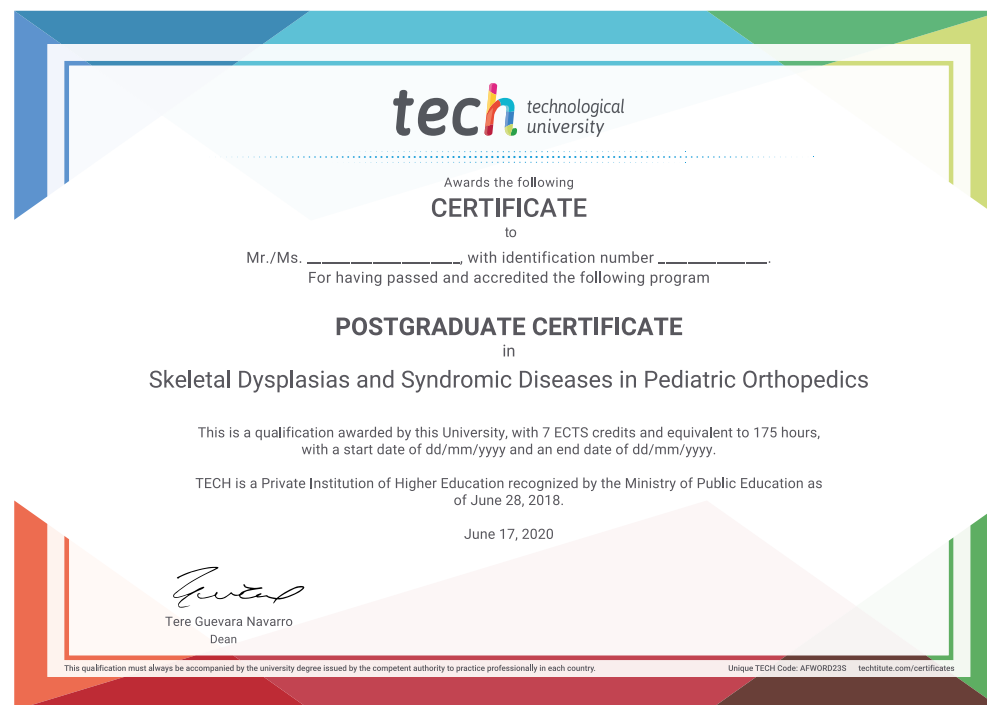 tech technological
university
Awards the following
CERTIFICATE
to
Mr./Ms. ____________________, with identification number ______________.
For having passed and accredited the following program
POSTGRADUATE CERTIFICATE
in
Skeletal Dysplasias and Syndromic Diseases in Pediatric Orthopedics
This is a qualification awarded by this University, with 7 ECTS credits and equivalent to 175 hours,
with a start date of dd/mm/yyyy and an end date of dd/mm/yyyy.
TECH is a Private Institution of Higher Education recognized by the Ministry of Public Education as
of June 28, 2018.
June 17, 2020
Tere Guevara Navarro
Dean
This qualification must always be accompanied by the university degree issued by the competent authority to practice professionally in each country.
Unique TECH Code: AFWORD23S techtitute.com/certificates